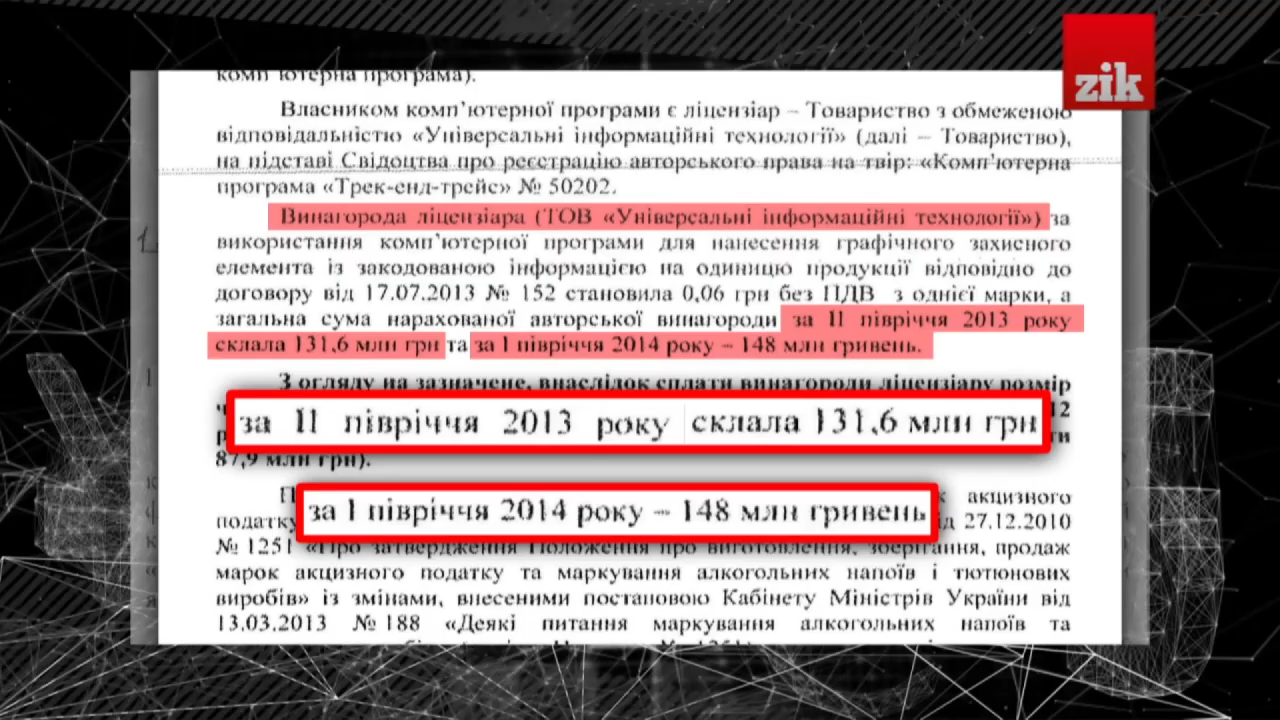 zik
комп'ютерна програма).
Власником комп'ютерної програми є ліцензіар – Товариство з обмеженою
відповідальністю «Універсальні інформаційні технології» (далі – Товариство),
на підставі Свідоцтва про реєстрацію авторського права на твір: «Комп'ютерна
програма «Трек-енд-трейс» № 50202.
Винагорода ліцензіара (ТОВ «Універсальні інформаційні технології») за
використання комп'ютерної програми для нанесення графічного захисного
елемента із закодованою інформацією на одиницю продукції відповідно до
договору від 17.07.2013 № 152 становила 0,06 грн без ПДВ з однієї марки, а
загальна сума нарахованої авторської винагороди за II півріччя 2013 року
склала 131,6 млн грн та за I півріччя 2014 року – 148 млн гривень.
З огляду на зазначене, внаслідок сплати винагороди ліцензіару розмір
за II півріччя 2013 року склала 131,6 млн грн
87,9 млн грн).
за I півріччя 2014 року – 148 млн гривень
акцизного
податку 27.12.2010
№ 1251 «Про затвердження Положення про виготовлення, зберігання, продаж
марок акцизного податку та маркування алкогольних напоїв і тютюнових
виробів» із змінами, внесеними постановою Кабінету Міністрів України від
13.03.2013 № 188 «Деякі питання маркування алкогольних напоїв та